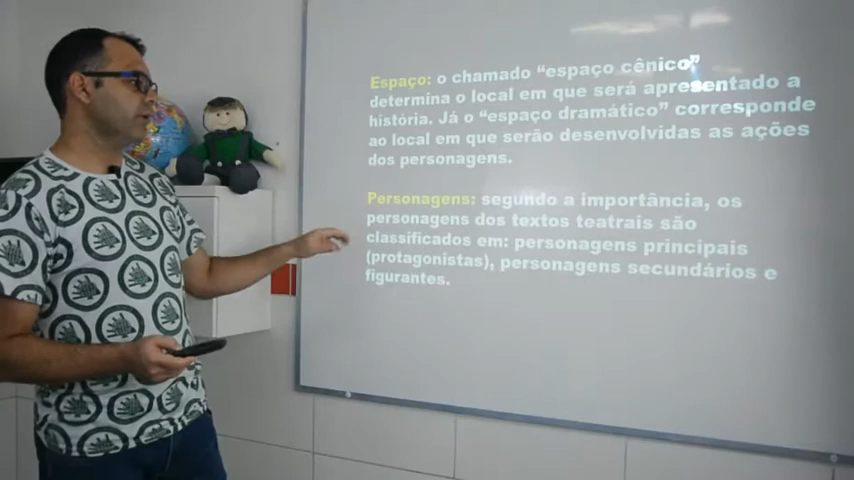 Espaço: o chamado “espaço cênico”
determina o local em que será apresentado a
história. Já o “espaço dramático” corresponde
ao local em que serão desenvolvidas as ações
dos personagens.
Personagens: segundo a importância, os
personagens dos textos teatrais são
classificados em: personagens principais
(protagonistas), personagens secundários e
figurantes.